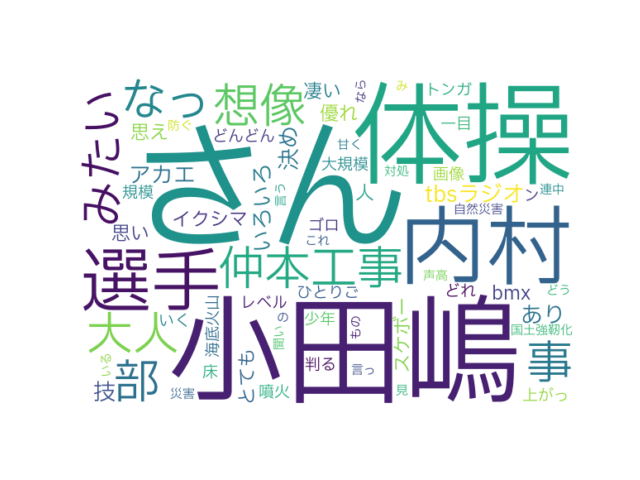 さん
小田嶋
体操
内村
選手
仲本工事
大人
想像
みたい
なっ
部
事
あり
技
いろいろ
決め
凄い
優れ
トンガ
一目
なら
み
思え
防ぐ
どんどん
言う
甘く
対処
大規模
画像
アカエ
規模
人
tbsラジオ
ン
連中
自然災害
イクシマ
思い
ゴロ
これ
声高
ひとりご
レベル
どれ
bmx
どう
国土強靭化
いく
海底火山
の
少年
もの
スケボー
聞い
とても
床
噴火
判る
言っ
見
災害
いる
上がっ